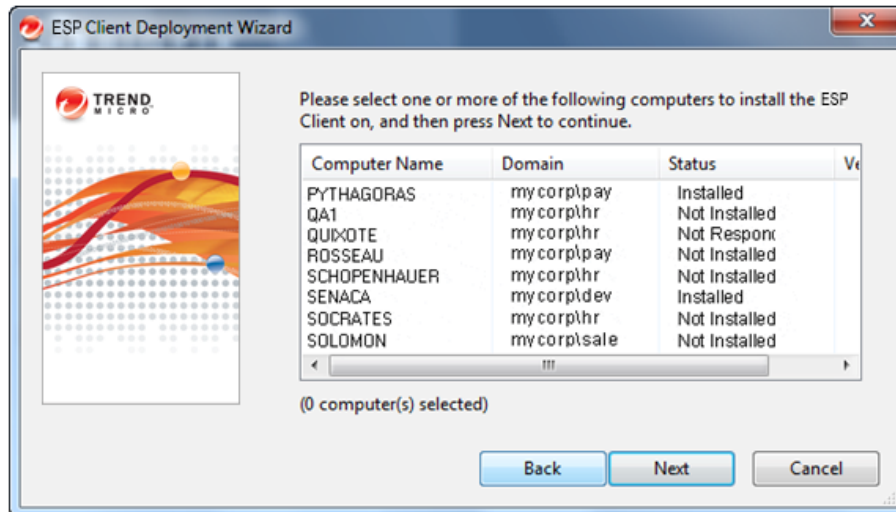 ESP Client Deployment Wizard
TREND
MICRO
Please select one or more of the following computers to install the ESP
Client on, and then press Next to continue.
Computer Name Domain Status Ve
PYTHAGORAS mycorp\pay Installed
QA1 mycorp\hr Not Installed
QUIXOTE mycorp\hr Not Respond
ROSSEAU mycorp\pay Not Installed
SCHOPENHAUER mycorp\hr Not Installed
SENACA mycorp\dev Installed
SOCRATES mycorp\hr Not Installed
SOLOMON mycorp\sale Not Installed
(0 computer(s) selected)
Back Next Cancel